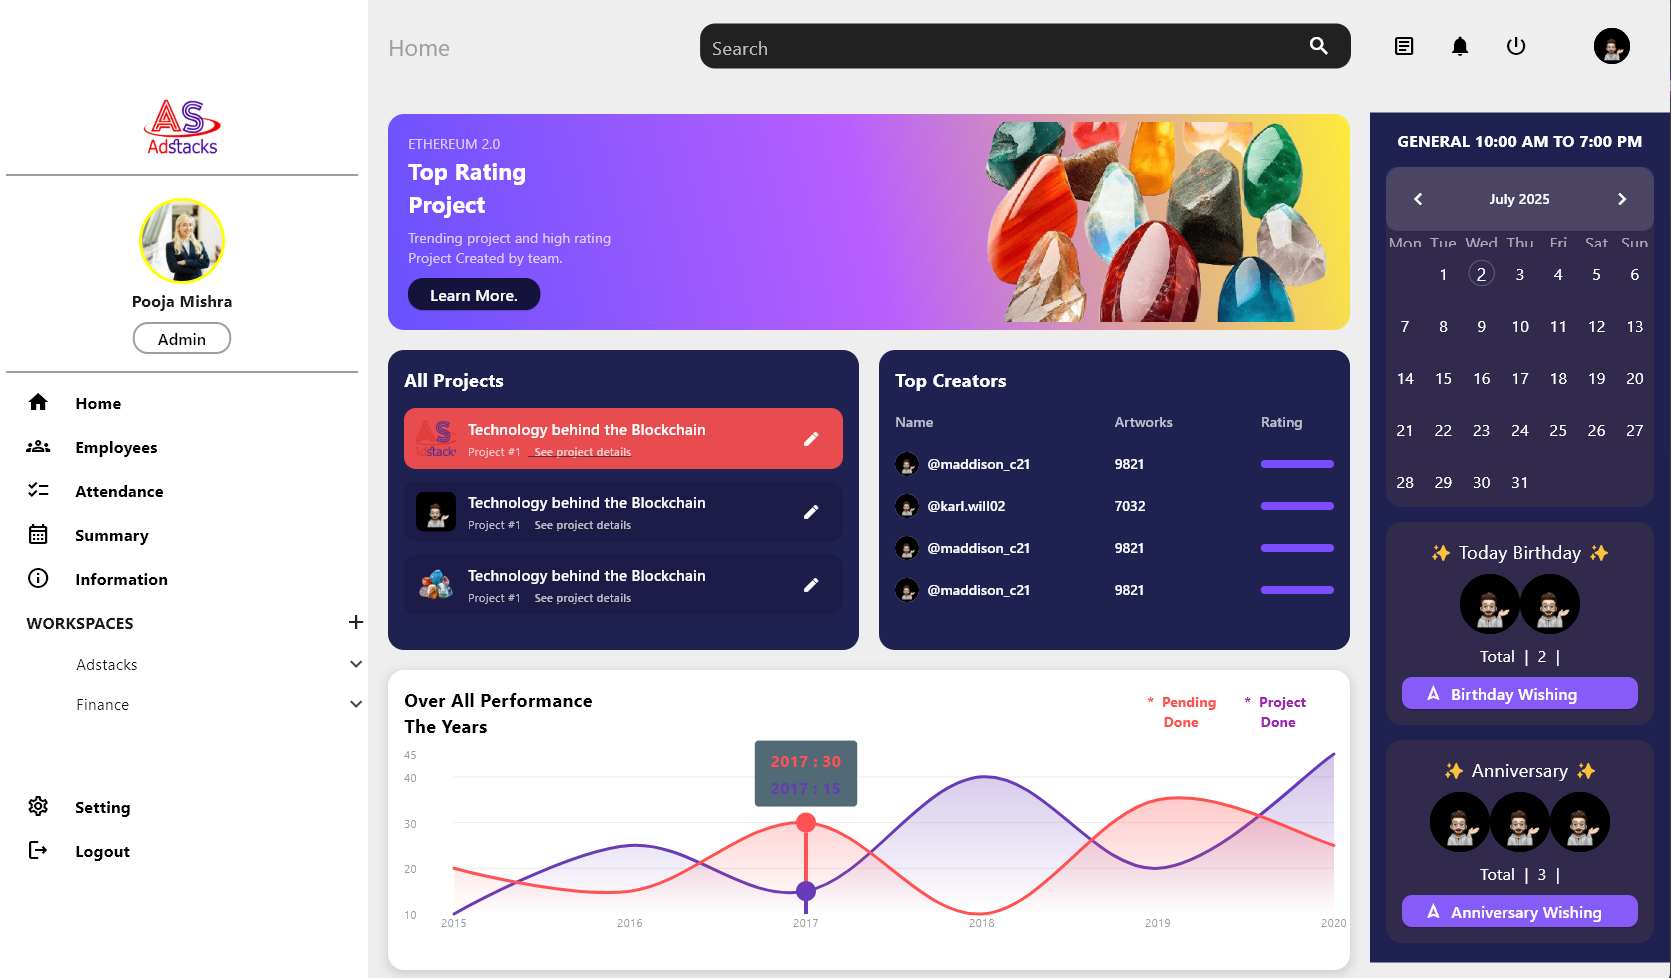 AS
Adstacks
Pooja Mishra
Admin
Home
Employees
Attendance
Summary
Information
WORKSPACES
Adstacks
Finance
Setting
Logout
Home
Search
ETHEREUM 2.0
Top Rating
Project
Trending project and high rating
Project Created by team.
Learn More.
All Projects
AS
Adstacks
Technology behind the Blockchain
Project #1 See project details
Technology behind the Blockchain
Project #1 See project details
Technology behind the Blockchain
Project #1 See project details
Top Creators
Name Artworks Rating
@maddison_c21 9821
@karl.will02 7032
@maddison_c21 9821
@maddison_c21 9821
Over All Performance
The Years
* Pending
Done
* Project
Done
2017 : 30
2017 : 15
45
40
30
20
10
2015 2016 2017 2018 2019 2020
GENERAL 10:00 AM TO 7:00 PM
July 2025
Mon Tue Wed Thu Fri Sat Sun
1 2 3 4 5 6
7 8 9 10 11 12 13
14 15 16 17 18 19 20
21 22 23 24 25 26 27
28 29 30 31
✨ Today Birthday ✨
Total | 2 |
Birthday Wishing
✨ Anniversary ✨
Total | 3 |
Anniversary Wishing